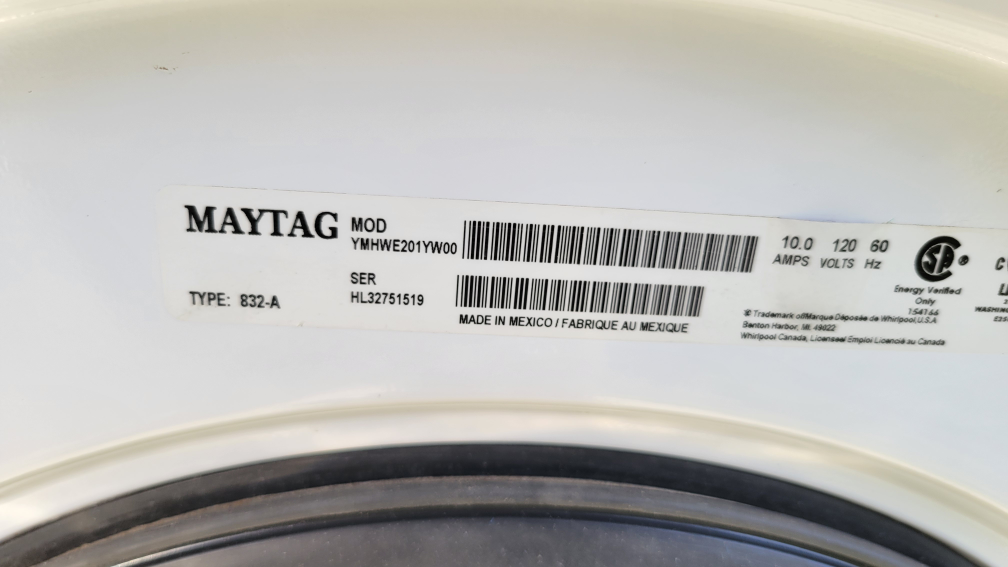 MAYTAG
MOD
YMHWE201YW00
SER
HL32751519
TYPE: 832-A
MADE IN MEXICO / FABRIQUE AU MEXIQUE
10.0 120 60
AMPS VOLTS Hz
SA ®
Energy Verified
Only
154166
® Trademark of/Marque Déposée de Whirlpool,U.S.A
Benton Harbor, MI. 49022
Whirlpool Canada, Licensee/ Emploi Licencié au Canada